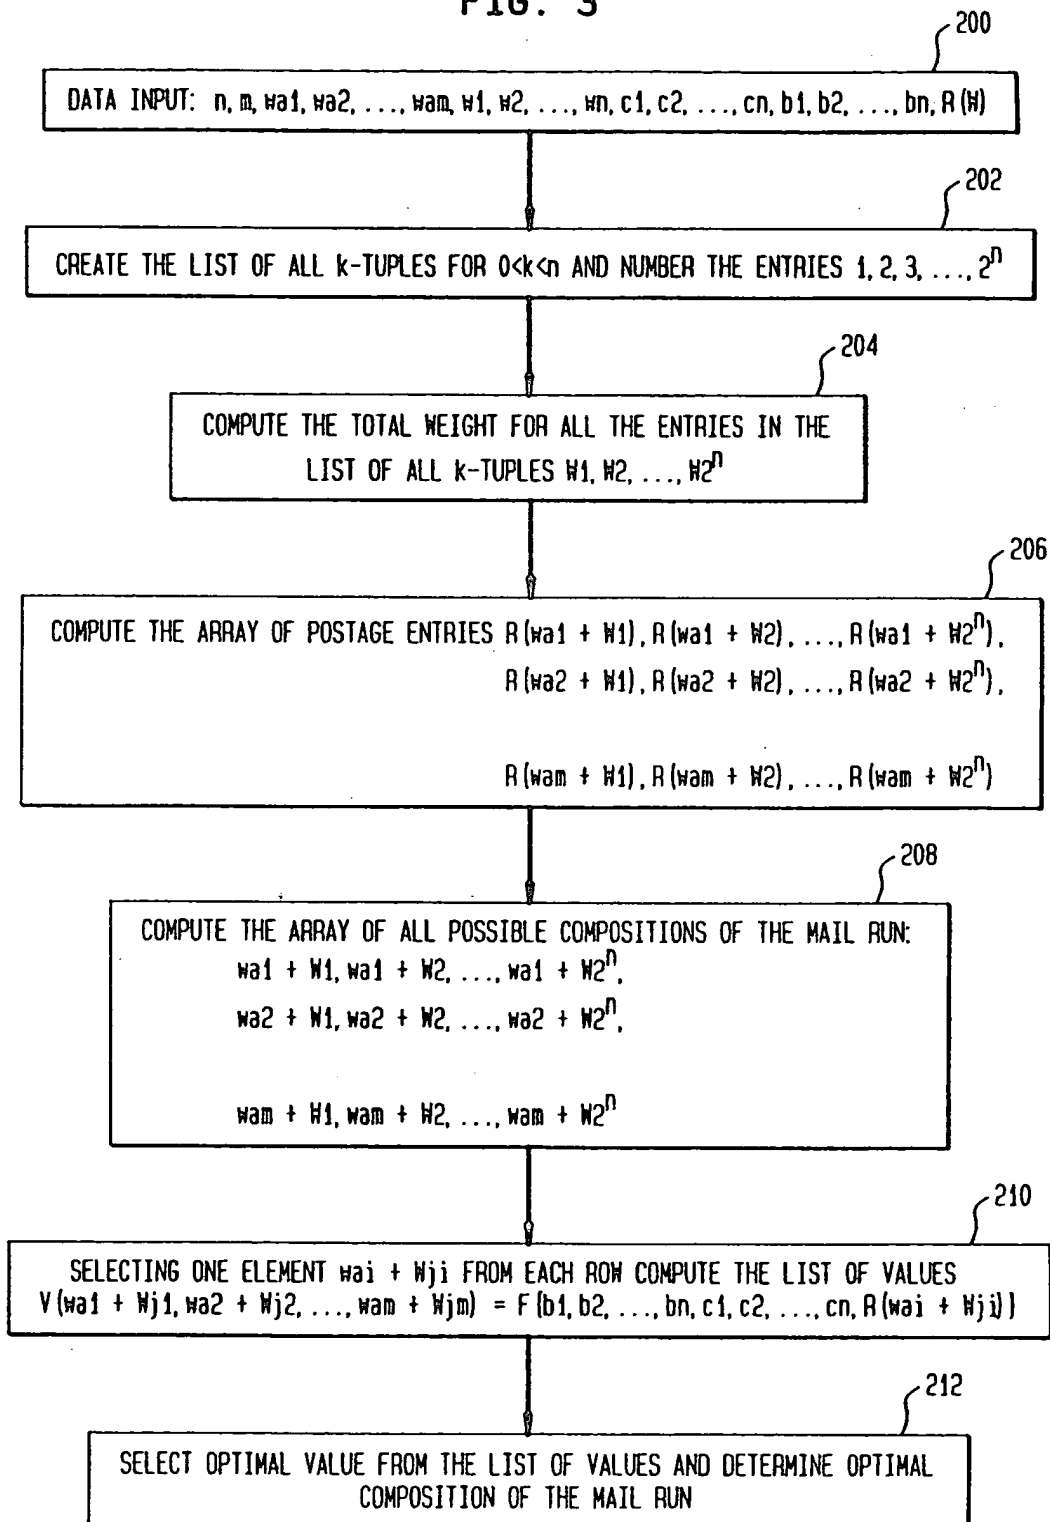 FIG. 3
200
DATA INPUT: n, m, wa1, wa2, ..., wam, w1, w2, ..., wn, c1, c2, ..., cn, b1, b2, ..., bn, R(W)
202
CREATE THE LIST OF ALL k-TUPLES FOR 0<k<n AND NUMBER THE ENTRIES 1, 2, 3, ..., 2^n
204
COMPUTE THE TOTAL WEIGHT FOR ALL THE ENTRIES IN THE
LIST OF ALL k-TUPLES W1, W2, ..., W2^n
206
COMPUTE THE ARRAY OF POSTAGE ENTRIES R(wa1 + W1), R(wa1 + W2), ..., R(wa1 + W2^n),
R(wa2 + W1), R(wa2 + W2), ..., R(wa2 + W2^n),
R(wam + W1), R(wam + W2), ..., R(wam + W2^n)
208
COMPUTE THE ARRAY OF ALL POSSIBLE COMPOSITIONS OF THE MAIL RUN:
wa1 + W1, wa1 + W2, ..., wa1 + W2^n,
wa2 + W1, wa2 + W2, ..., wa2 + W2^n,
wam + W1, wam + W2, ..., wam + W2^n
210
SELECTING ONE ELEMENT wai + Wji FROM EACH ROW COMPUTE THE LIST OF VALUES
V(wa1 + Wj1, wa2 + Wj2, ..., wam + Wjm) = F{b1, b2, ..., bn, c1, c2, ..., cn, R(wai + Wji)}
212
SELECT OPTIMAL VALUE FROM THE LIST OF VALUES AND DETERMINE OPTIMAL
COMPOSITION OF THE MAIL RUN